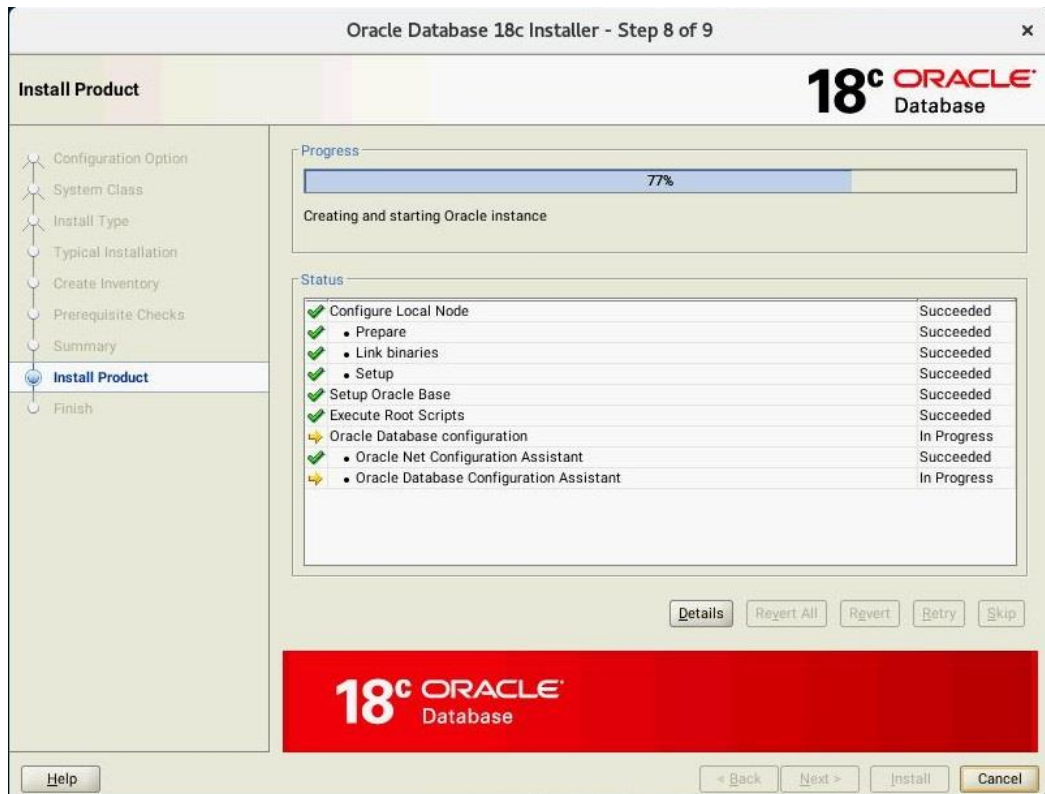 Oracle Database 18c Installer - Step 8 of 9
×
Install Product
18c ORACLE
Database
Configuration Option
System Class
Install Type
Typical Installation
Create Inventory
Prerequisite Checks
Summary
Install Product
Finish
Progress
77%
Creating and starting Oracle instance
Status
Configure Local Node Succeeded
• Prepare Succeeded
• Link binaries Succeeded
• Setup Succeeded
Setup Oracle Base Succeeded
Execute Root Scripts Succeeded
Oracle Database configuration In Progress
• Oracle Net Configuration Assistant Succeeded
• Oracle Database Configuration Assistant In Progress
Details Revert All Revert Retry Skip
18c ORACLE
Database
Help < Back Next > Install Cancel